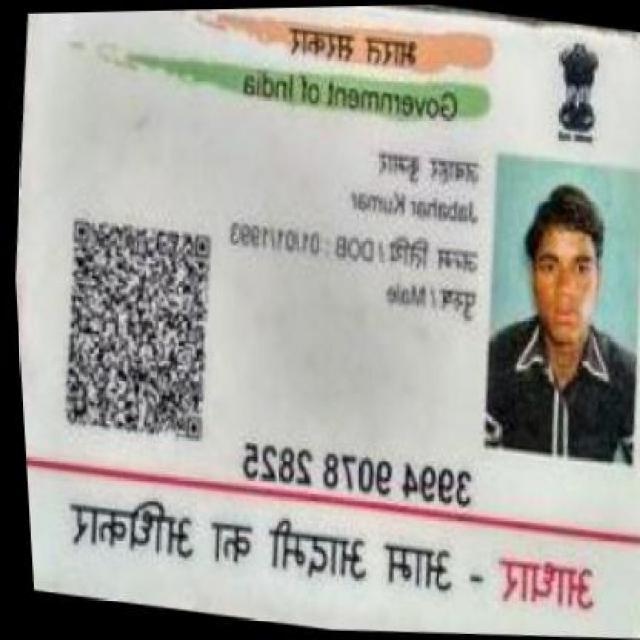 भारत सरकार
Government of India
जबाहर कुमार
Jabahar Kumar
जन्म तिथि / DOB : 01/01/1993
पुरुष / Male
3994 9078 2825
आधार - आम आदमी का अधिकार